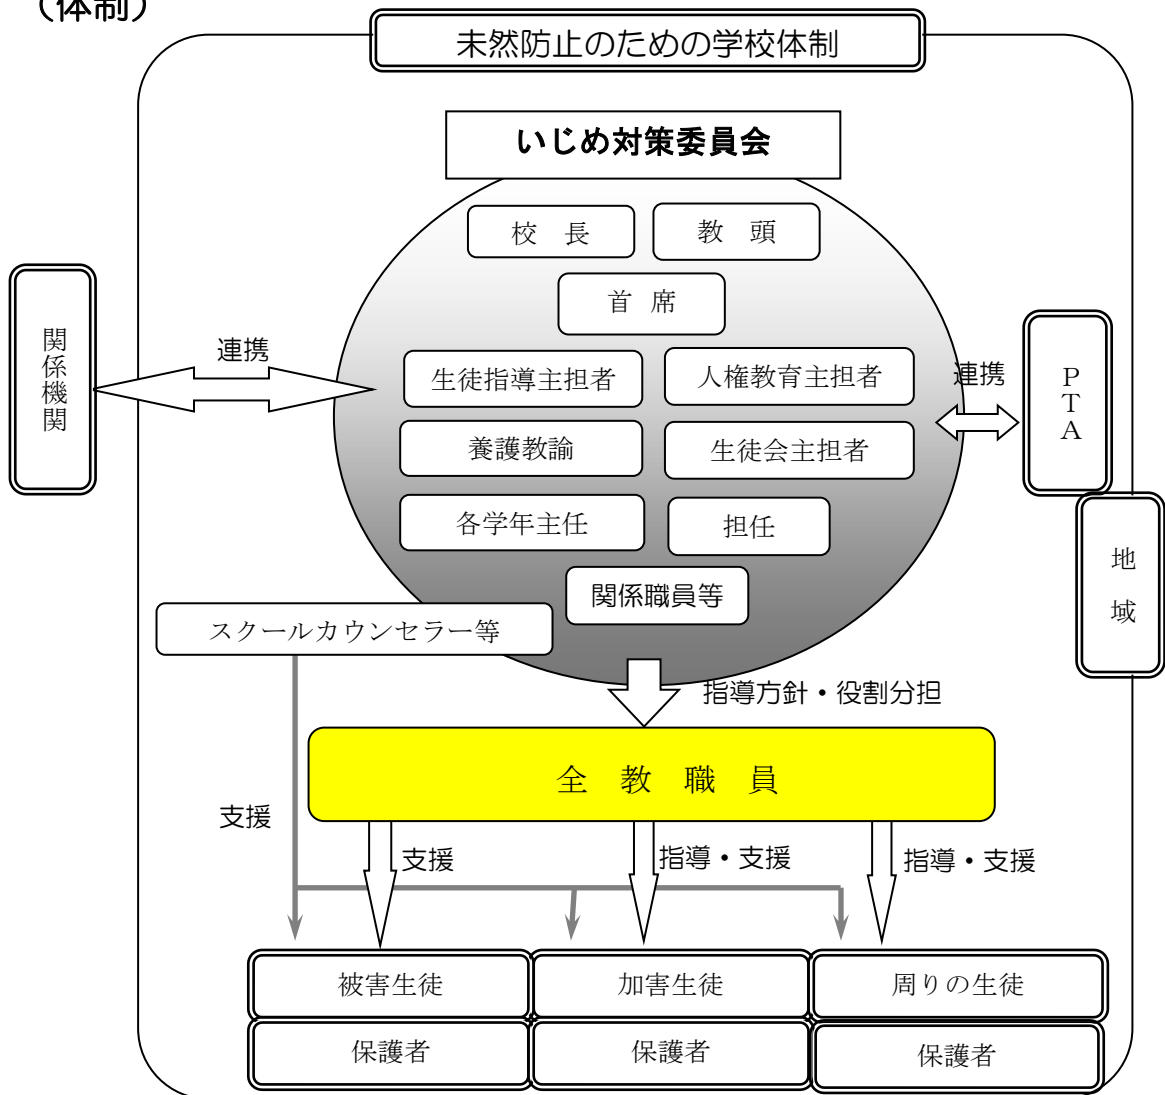 （体制）
未然防止のための学校体制
いじめ対策委員会
校　長
教　頭
首　席
関係機関
連携
生徒指導主担者
人権教育主担者
連携
PTA
養護教諭
生徒会主担者
各学年主任
担任
地　域
関係職員等
スクールカウンセラー等
指導方針・役割分担
全　教　職　員
支援
支援
指導・支援
指導・支援
被害生徒
加害生徒
周りの生徒
保護者
保護者
保護者